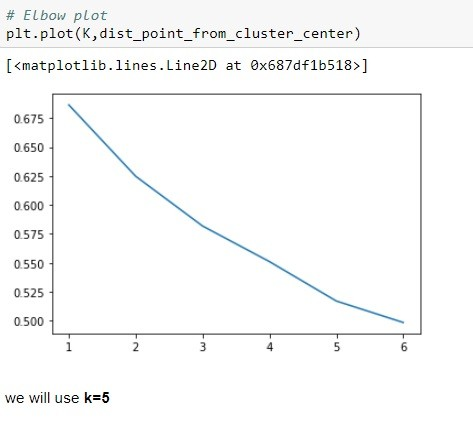 # Elbow plot
plt.plot(K,dist_point_from_cluster_center)
[<matplotlib.lines.Line2D at 0x687df1b518>]
0.675
0.650
0.625
0.600
0.575
0.550
0.525
0.500
1 2 3 4 5 6
we will use k=5